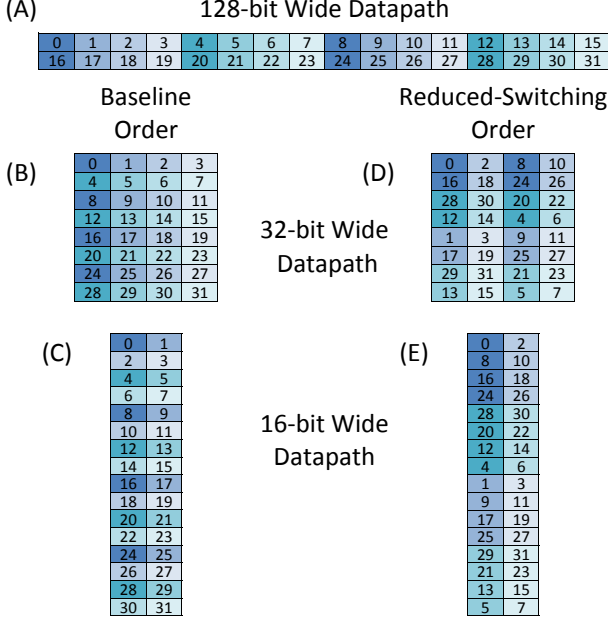 (A) 128-bit Wide Datapath
0 1 2 3 4 5 6 7 8 9 10 11 12 13 14 15
16 17 18 19 20 21 22 23 24 25 26 27 28 29 30 31
Baseline
Order
Reduced-Switching
Order
(B)
0 1 2 3
4 5 6 7
8 9 10 11
12 13 14 15
16 17 18 19
20 21 22 23
24 25 26 27
28 29 30 31
32-bit Wide
Datapath
(D)
0 2 8 10
16 18 24 26
28 30 20 22
12 14 4 6
1 3 9 11
17 19 25 27
29 31 21 23
13 15 5 7
(C)
0 1
2 3
4 5
6 7
8 9
10 11
12 13
14 15
16 17
18 19
20 21
22 23
24 25
26 27
28 29
30 31
16-bit Wide
Datapath
(E)
0 2
8 10
16 18
24 26
28 30
20 22
12 14
4 6
1 3
9 11
17 19
25 27
29 31
21 23
13 15
5 7